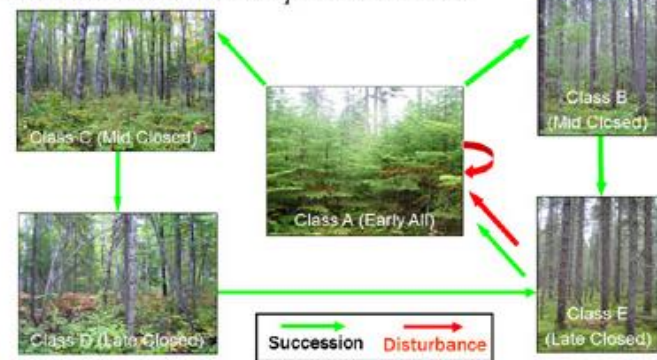 Class C (Mid Closed)
Class B
(Mid Closed)
Class A (Early All)
Class D (Late Closed)
Class E
(Late Closed)
Succession
Disturbance